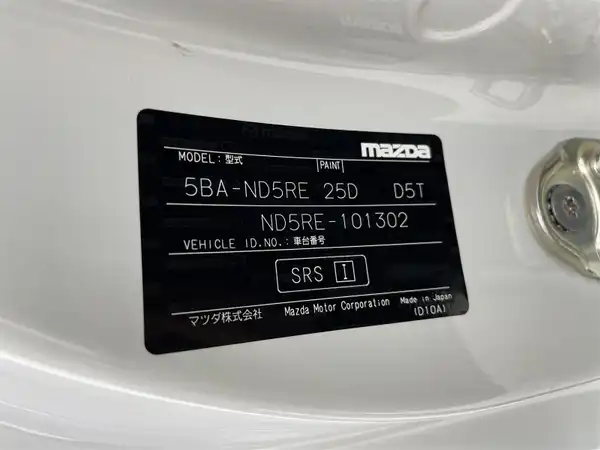 mazda
MODEL: 型式 PAINT
5BA-ND5RE 25D D5T
ND5RE-101302
VEHICLE ID.NO.: 車台番号
SRS I
マツダ株式会社 Mazda Motor Corporation Made in Japan
(D10A)